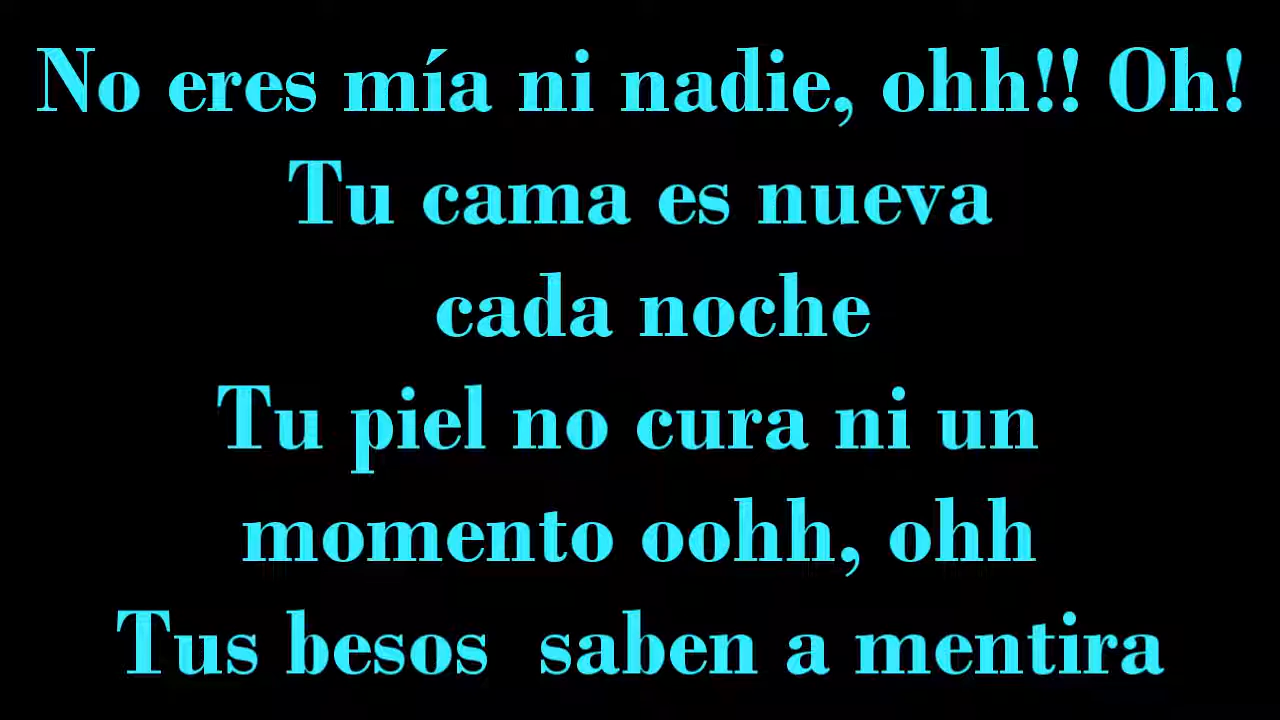 No eres mía ni nadie, ohh!! Oh!
Tu cama es nueva
cada noche
Tu piel no cura ni un
momento oohh, ohh
Tus besos  saben a mentira